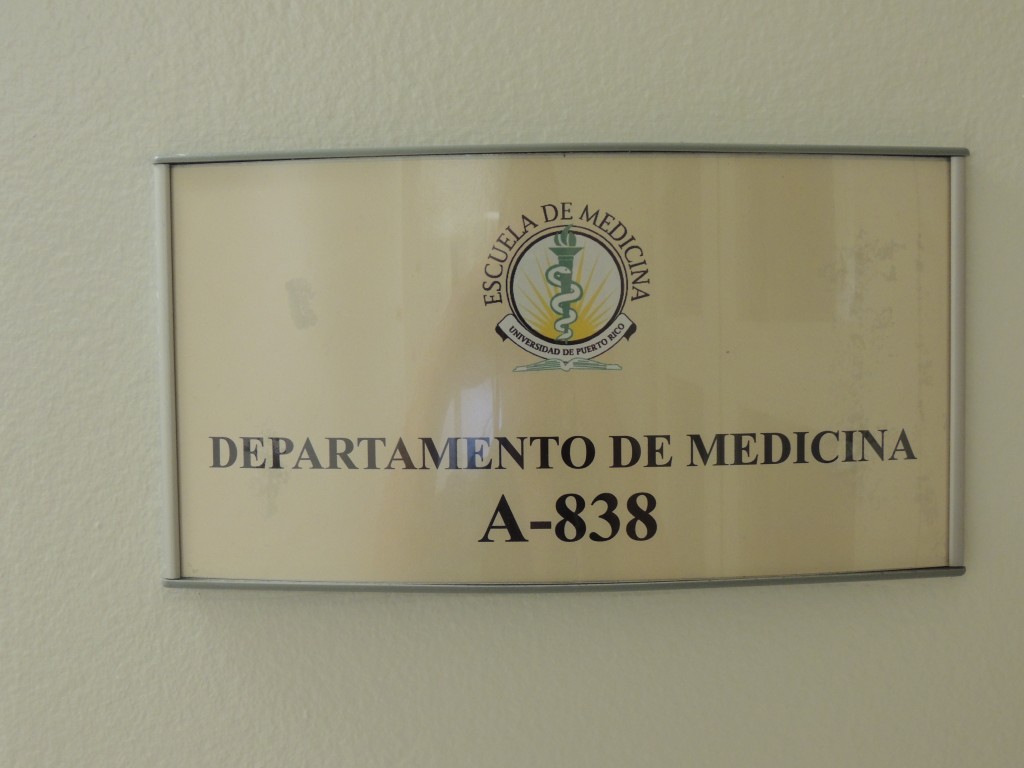 ESCUELA DE MEDICINA
UNIVERSIDAD DE PUERTO RICO
DEPARTAMENTO DE MEDICINA
A-838